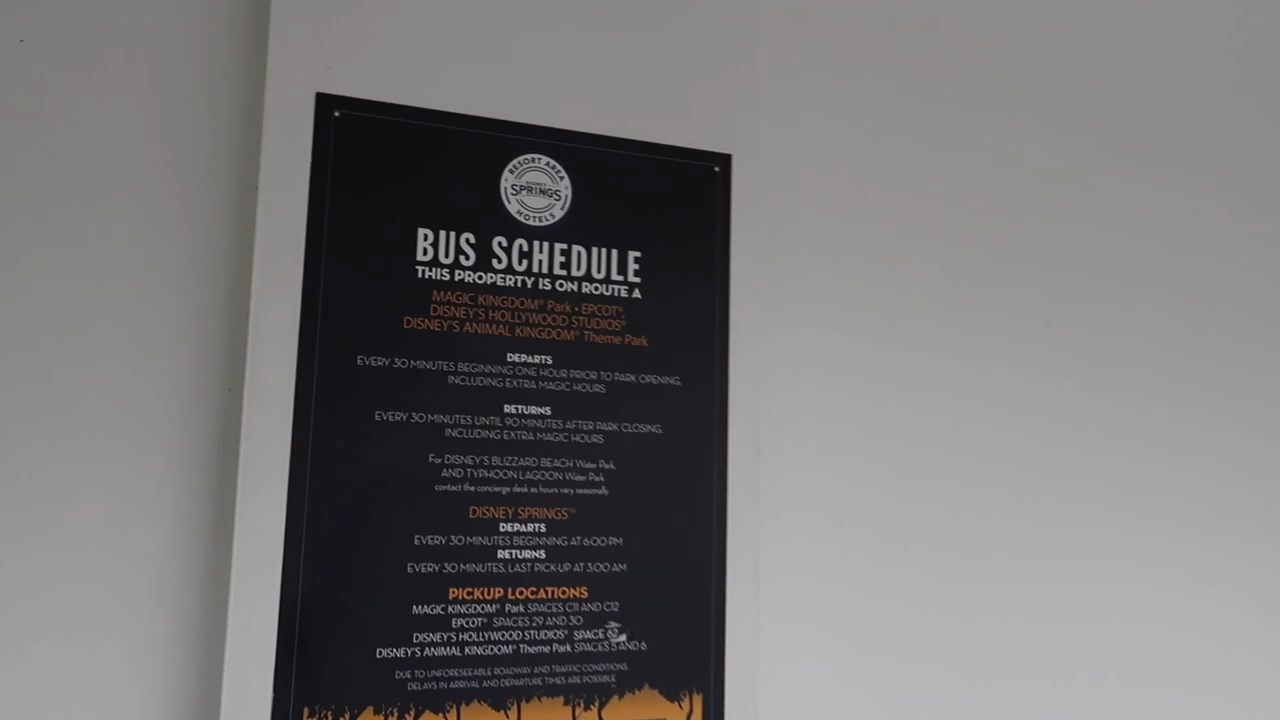 RESORT AREA
DISNEY
SPRINGS
HOTELS
BUS SCHEDULE
THIS PROPERTY IS ON ROUTE A
MAGIC KINGDOM® Park • EPCOT®,
DISNEY'S HOLLYWOOD STUDIOS®
DISNEY'S ANIMAL KINGDOM® Theme Park
DEPARTS
EVERY 30 MINUTES BEGINNING ONE HOUR PRIOR TO PARK OPENING,
INCLUDING EXTRA MAGIC HOURS
RETURNS
EVERY 30 MINUTES UNTIL 90 MINUTES AFTER PARK CLOSING,
INCLUDING EXTRA MAGIC HOURS
For DISNEY'S BLIZZARD BEACH Water Park,
AND TYPHOON LAGOON Water Park
contact the concierge desk as hours vary seasonally
DISNEY SPRINGS™
DEPARTS
EVERY 30 MINUTES BEGINNING AT 6:00 PM
RETURNS
EVERY 30 MINUTES, LAST PICK-UP AT 3:00 AM
PICKUP LOCATIONS
MAGIC KINGDOM® Park SPACES C11 AND C12
EPCOT® SPACES 29 AND 30
DISNEY'S HOLLYWOOD STUDIOS® SPACE
DISNEY'S ANIMAL KINGDOM® Theme Park SPACES 5 AND 6
DUE TO UNFORESEEABLE ROADWAY AND TRAFFIC CONDITIONS,
DELAYS IN ARRIVAL AND DEPARTURE TIMES ARE POSSIBLE